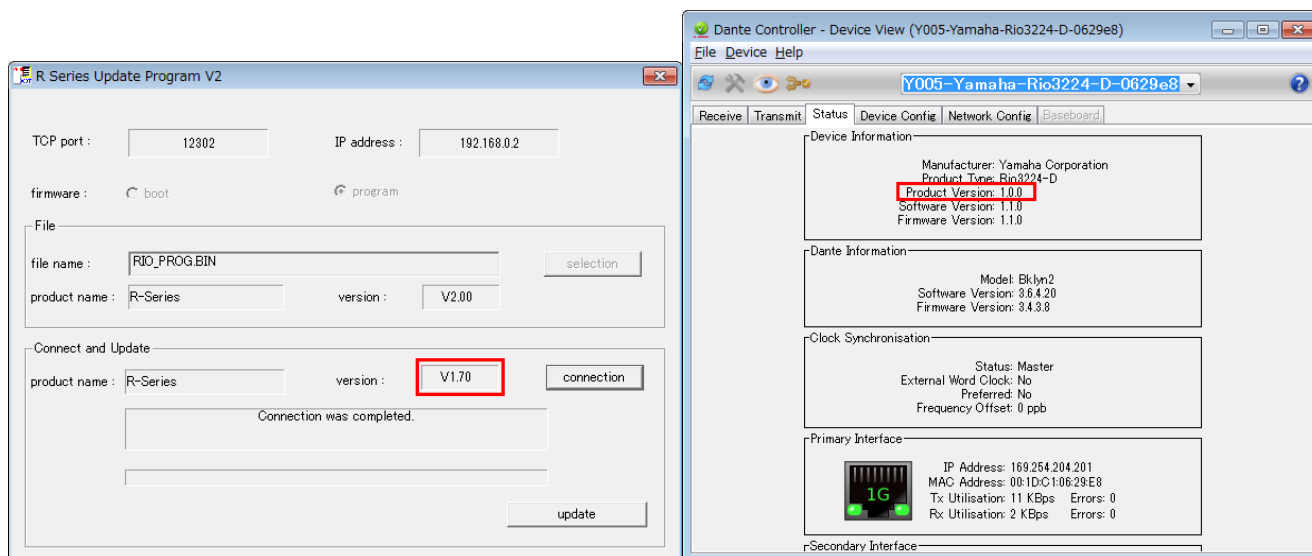 R Series Update Program V2
TCP port : 12302 IP address : 192.168.0.2
firmware : boot program
File
file name : RIO_PROG.BIN selection
product name : R-Series version : V2.00
Connect and Update
product name : R-Series version : V1.70 connection
Connection was completed.
update
Dante Controller - Device View (Y005-Yamaha-Rio3224-D-0629e8)
File Device Help
Y005-Yamaha-Rio3224-D-0629e8
Receive Transmit Status Device Config Network Config Baseboard
Device Information
Manufacturer: Yamaha Corporation
Product Type: Rio3224-D
Product Version: 1.0.0
Software Version: 1.1.0
Firmware Version: 1.1.0
Dante Information
Model: Bklyn2
Software Version: 3.6.4.20
Firmware Version: 3.4.3.8
Clock Synchronisation
Status: Master
External Word Clock: No
Preferred: No
Frequency Offset: 0 ppb
Primary Interface
1G
IP Address: 169.254.204.201
MAC Address: 00:1D:C1:06:29:E8
Tx Utilisation: 11 KBps Errors: 0
Rx Utilisation: 2 KBps Errors: 0
Secondary Interface